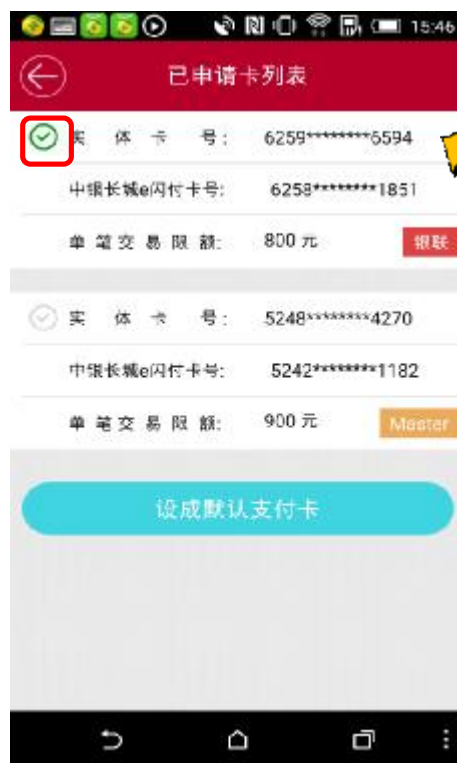 15:46
已申请卡列表
实体卡号: 6259********6594
中银长城e闪付卡号: 6258********1851
单笔交易限额: 800 元 银联
实体卡号: 5248********4270
中银长城e闪付卡号: 5242********1182
单笔交易限额: 900 元 Master
设成默认支付卡